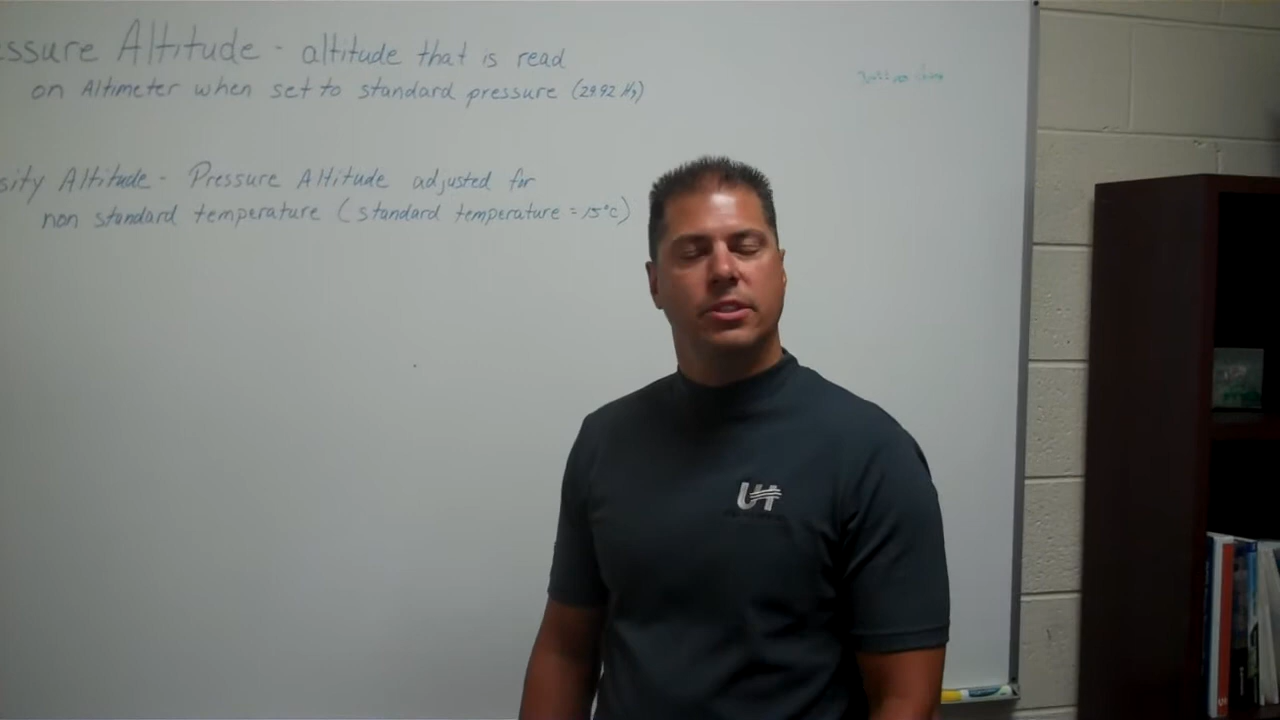 ssure Altitude - altitude that is read
on Altimeter when set to standard pressure (29.92 Hg)
sity Altitude - Pressure Altitude adjusted for
non standard temperature (standard temperature = 15°C)
UH